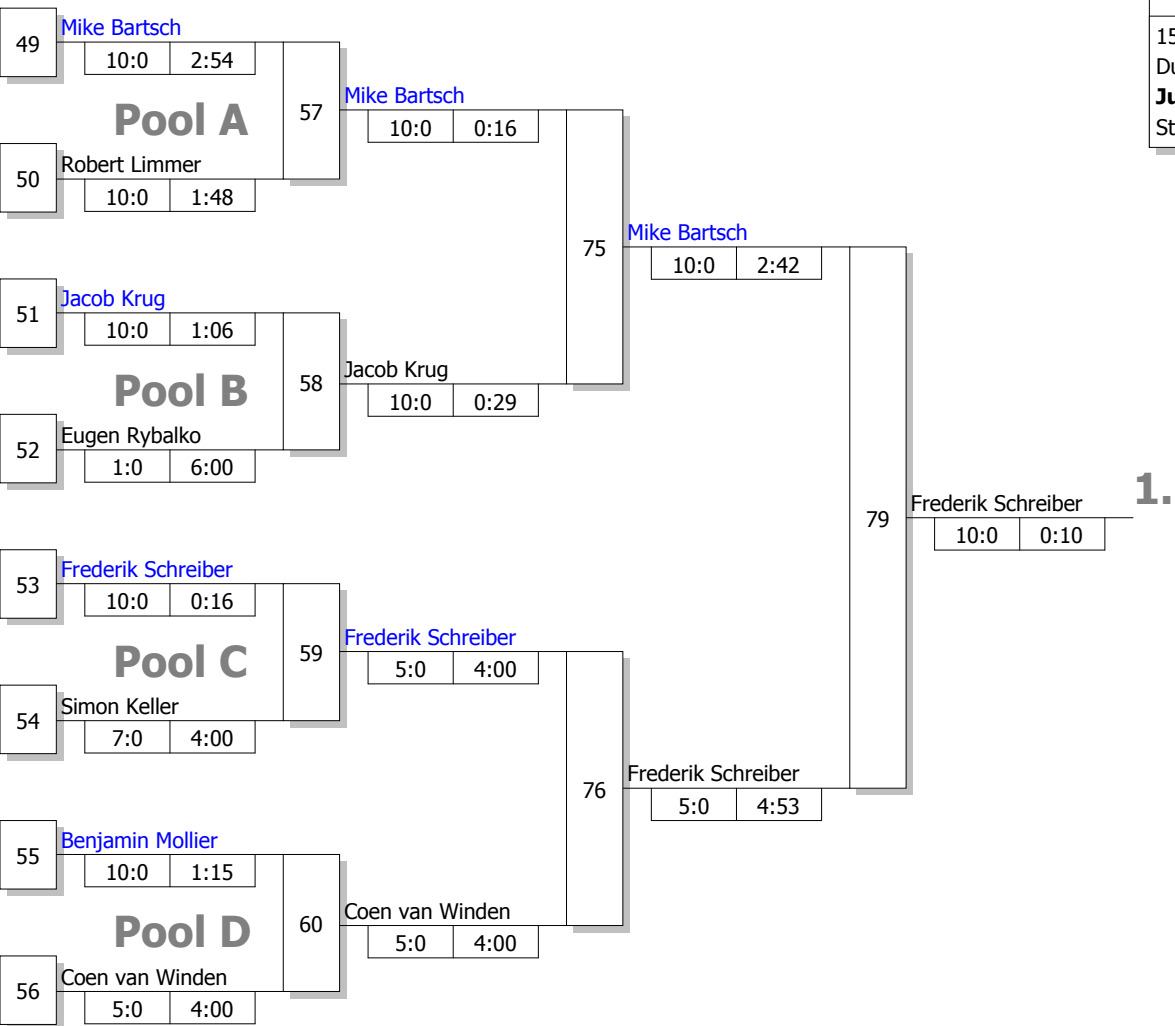 49
Mike Bartsch
10:0 2:54
Pool A
57
Mike Bartsch
10:0 0:16
50
Robert Limmer
10:0 1:48
75
Mike Bartsch
10:0 2:42
51
Jacob Krug
10:0 1:06
Pool B
58
Jacob Krug
10:0 0:29
52
Eugen Rybalko
1:0 6:00
79
Frederik Schreiber
10:0 0:10
1.
53
Frederik Schreiber
10:0 0:16
Pool C
59
Frederik Schreiber
5:0 4:00
54
Simon Keller
7:0 4:00
76
Frederik Schreiber
5:0 4:53
55
Benjamin Mollier
10:0 1:15
Pool D
60
Coen van Winden
5:0 4:00
56
Coen van Winden
5:0 4:00